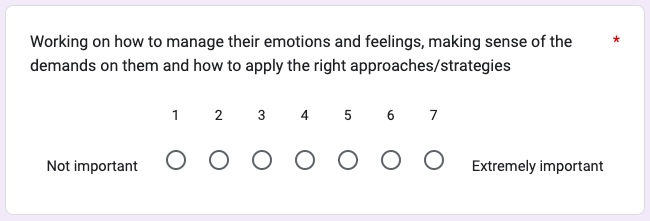 Working on how to manage their emotions and feelings, making sense of the *
demands on them and how to apply the right approaches/strategies
1 2 3 4 5 6 7
Not important Extremely important